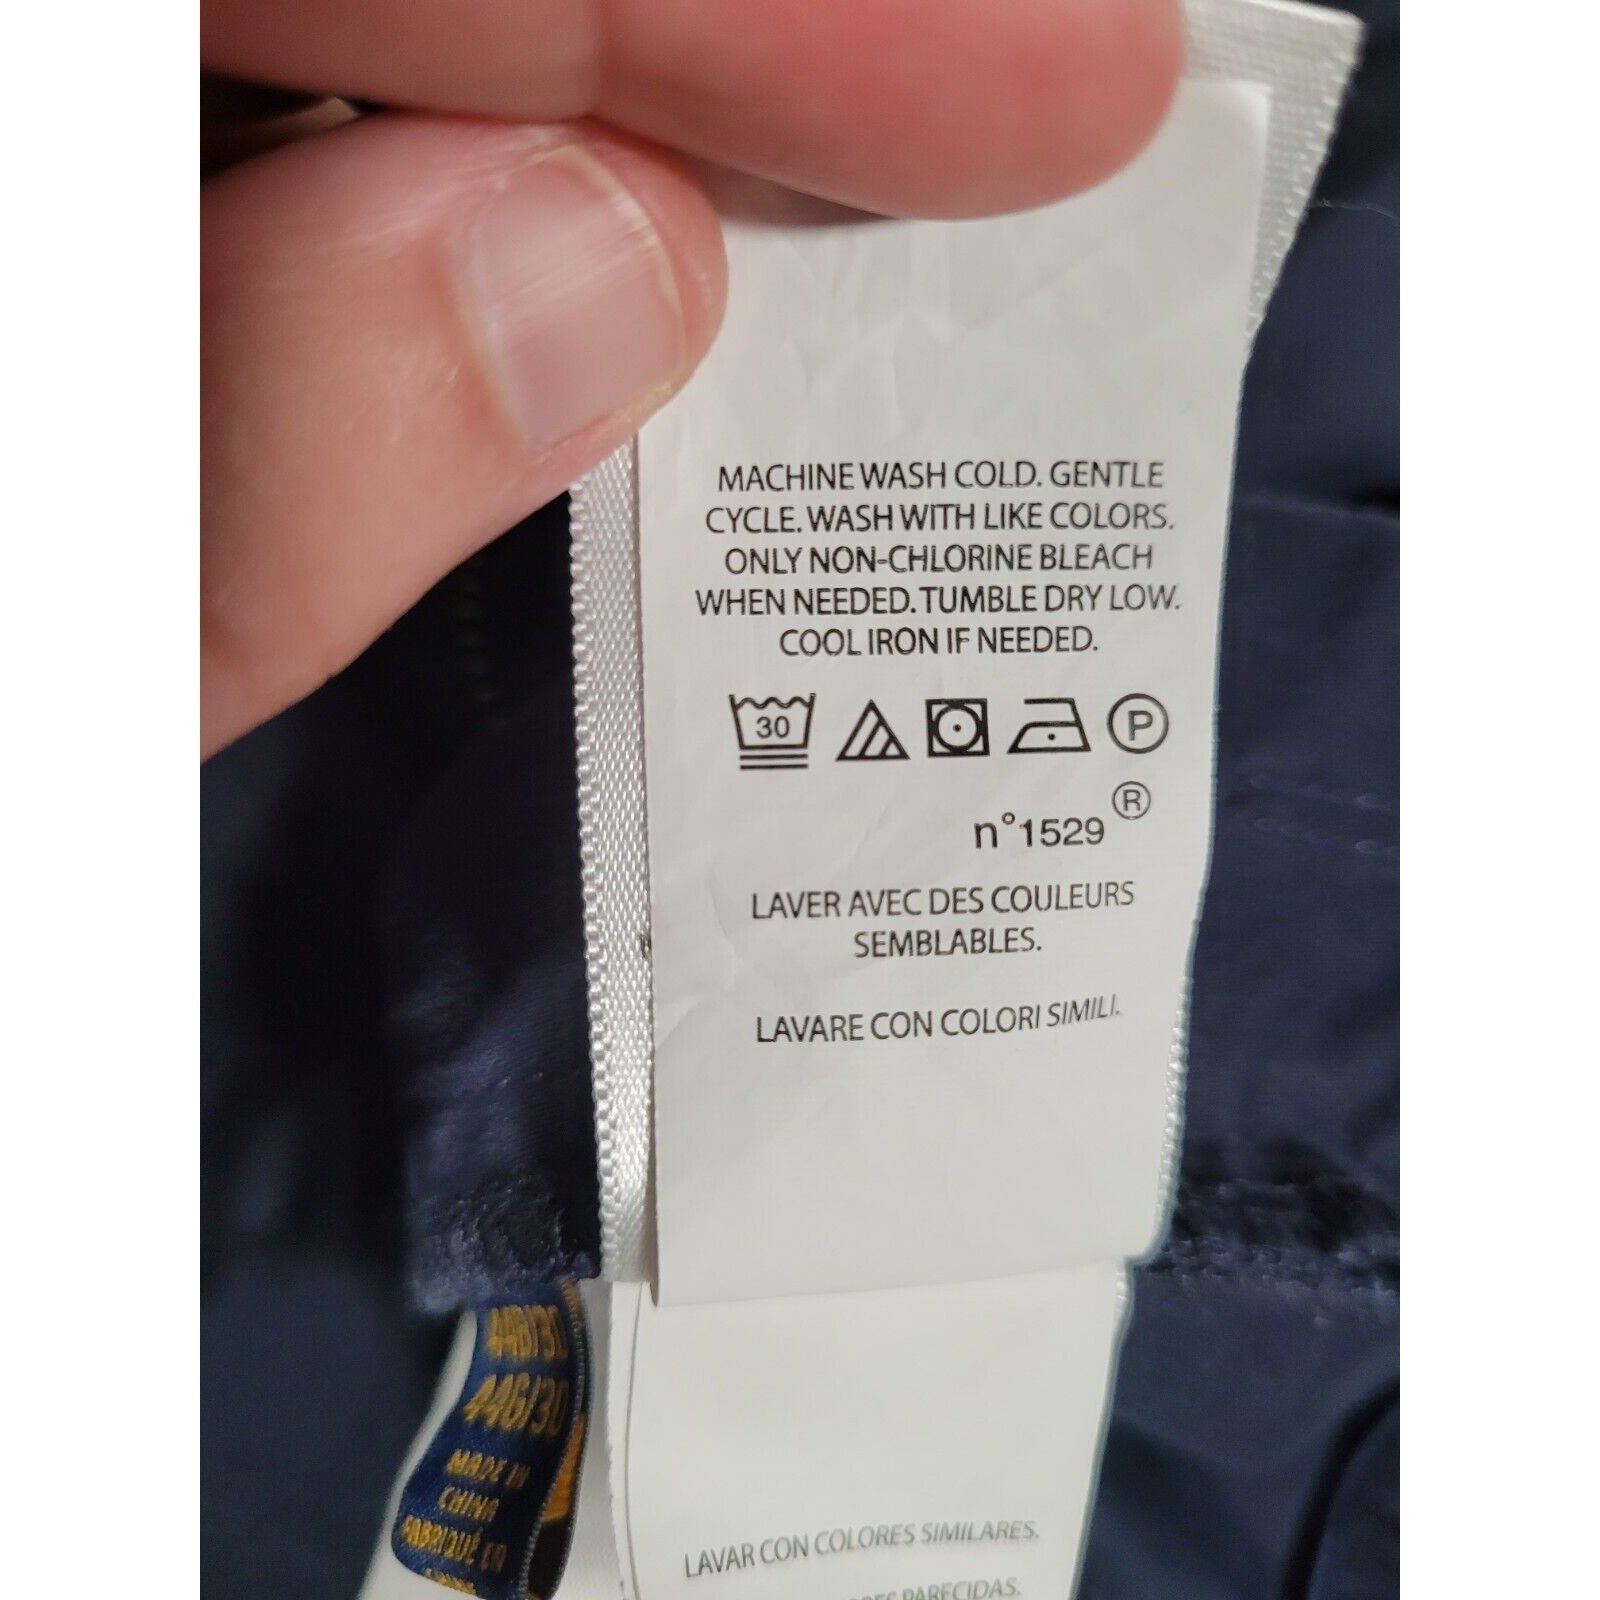 MACHINE WASH COLD. GENTLE
CYCLE. WASH WITH LIKE COLORS.
ONLY NON-CHLORINE BLEACH
WHEN NEEDED. TUMBLE DRY LOW.
COOL IRON IF NEEDED.
30
P
n°1529 ®
LAVER AVEC DES COULEURS
SEMBLABLES.
LAVARE CON COLORI SIMILI.
44G/30
MADE IN
CHINA
FABRIQUÉ EN
LAVAR CON COLORES SIMILARES.
PARECIDAS.